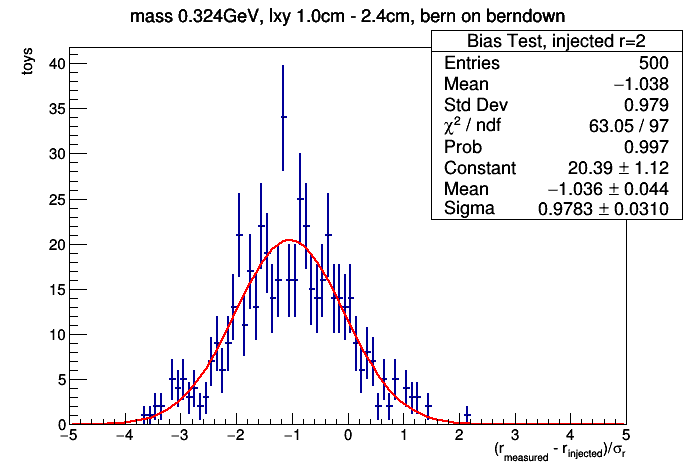 mass 0.324GeV, lxy 1.0cm - 2.4cm, bern on berndown
toys
Bias Test, injected r=2
Entries 500
Mean −1.038
Std Dev 0.979
χ² / ndf 63.05 / 97
Prob 0.997
Constant 20.39 ± 1.12
Mean −1.036 ± 0.044
Sigma 0.9783 ± 0.0310
40
35
30
25
20
15
10
5
0
−5 −4 −3 −2 −1 0 1 2 3 4 5
(r_measured - r_injected)/σ_r